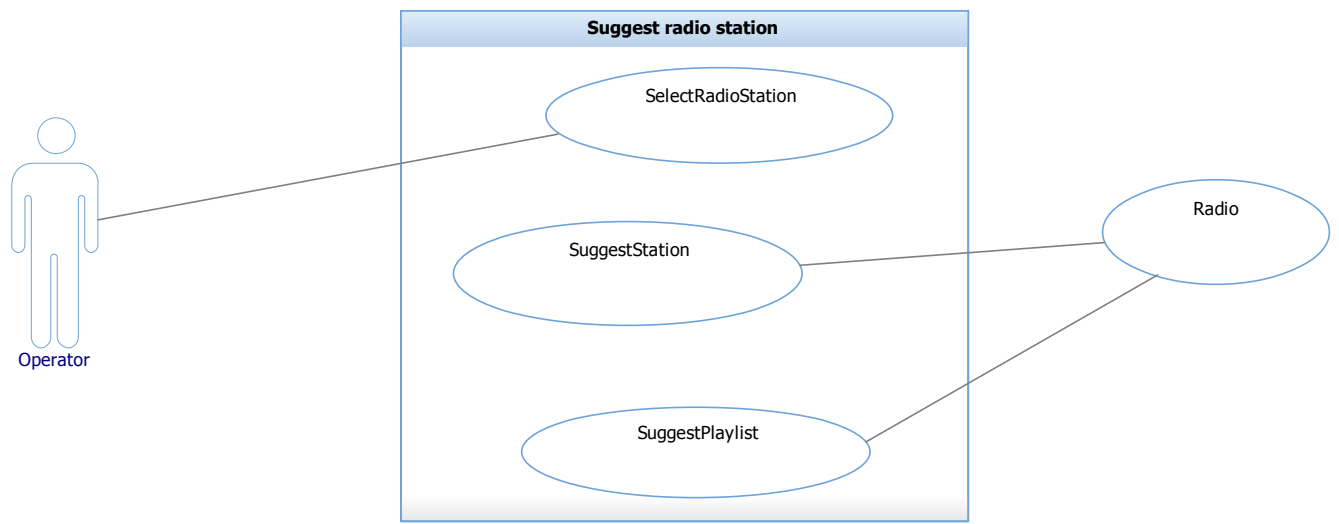 Suggest radio station
SelectRadioStation
Radio
SuggestStation
Operator
SuggestPlaylist